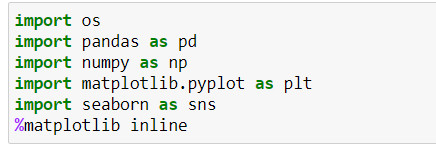 import os
import pandas as pd
import numpy as np
import matplotlib.pyplot as plt
import seaborn as sns
%matplotlib inline